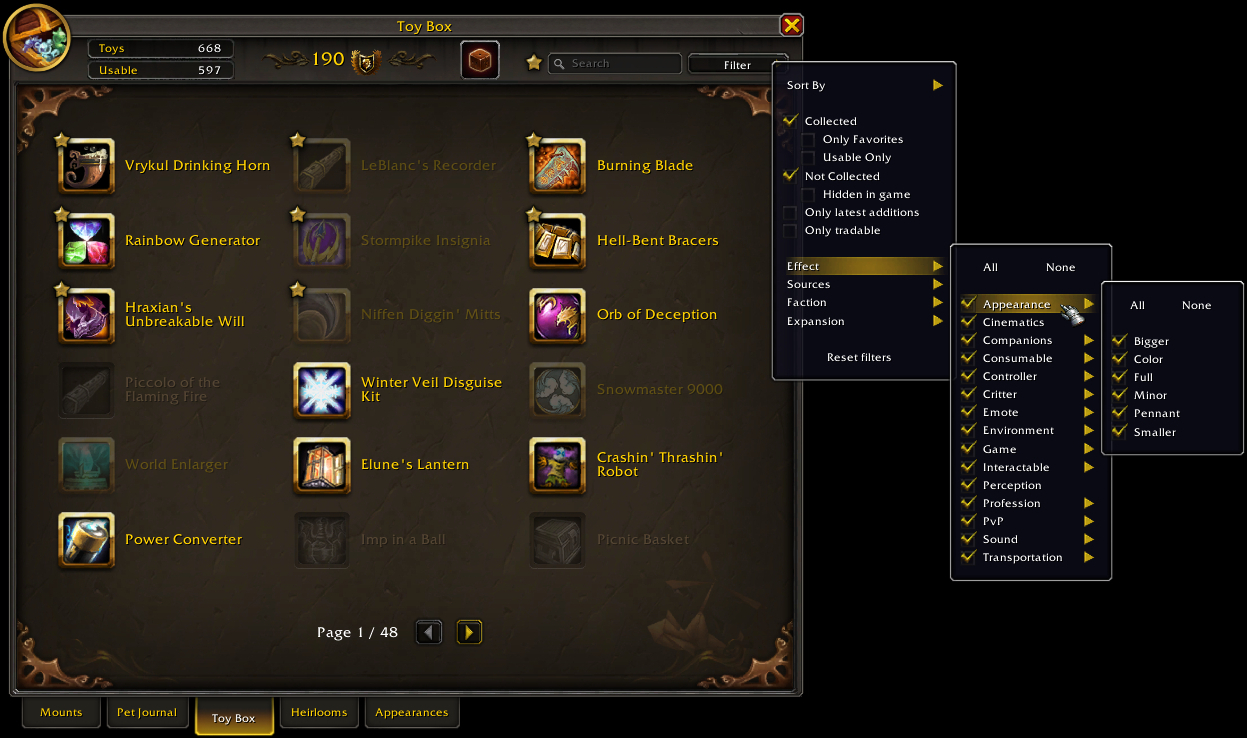 Toy Box
Toys 668
Usable 597
190
Search
Filter
Vrykul Drinking Horn
LeBlanc's Recorder
Burning Blade
Rainbow Generator
Stormpike Insignia
Hell-Bent Bracers
Hraxian's
Unbreakable Will
Niffen Diggin' Mitts
Orb of Deception
Piccolo of the
Flaming Fire
Winter Veil Disguise
Kit
Snowmaster 9000
World Enlarger
Elune's Lantern
Crashin' Thrashin'
Robot
Power Converter
Imp in a Ball
Picnic Basket
Page 1 / 48
Mounts
Pet Journal
Toy Box
Heirlooms
Appearances
Sort By
Collected
Only Favorites
Usable Only
Not Collected
Hidden in game
Only latest additions
Only tradable
Effect
Sources
Faction
Expansion
Reset filters
All None
Appearance
Cinematics
Companions
Consumable
Controller
Critter
Emote
Environment
Game
Interactable
Perception
Profession
PvP
Sound
Transportation
All None
Bigger
Color
Full
Minor
Pennant
Smaller